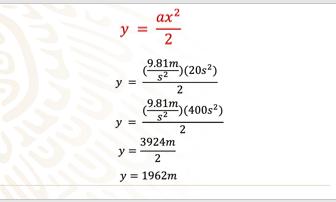 y = ax²/2
y = (9.81m/s²)(20s²)/2
y = (9.81m/s²)(400s²)/2
y = 3924m/2
y = 1962m